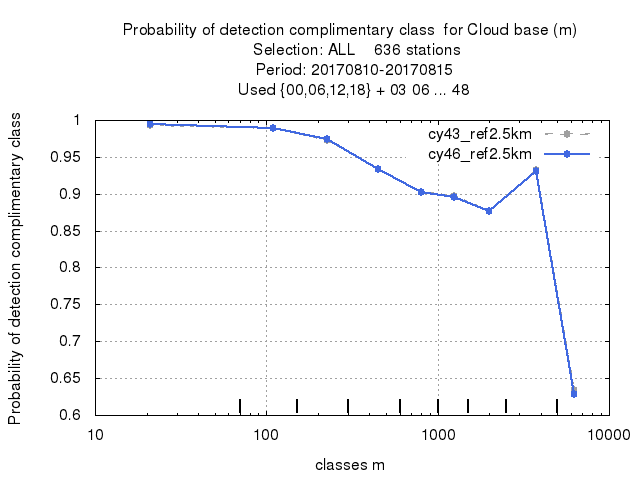 Probability of detection complimentary class  for Cloud base (m)
Selection: ALL    636 stations
Period: 20170810-20170815
Used {00,06,12,18} + 03 06 ... 48
Probability of detection complimentary class
1
0.95
0.9
0.85
0.8
0.75
0.7
0.65
0.6
cy43_ref2.5km
cy46_ref2.5km
10
100
1000
10000
classes m